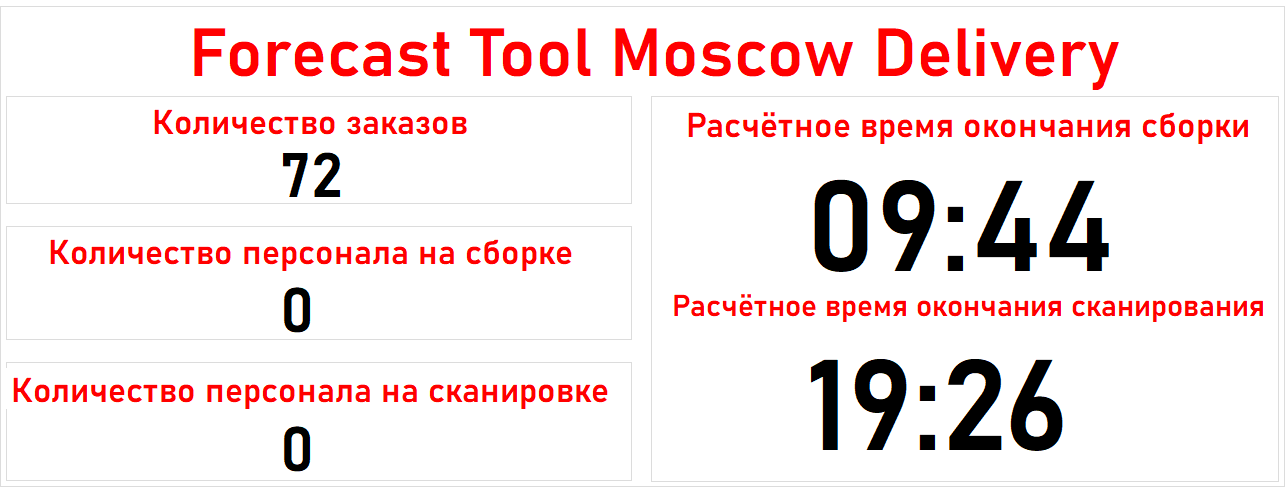 Forecast Tool Moscow Delivery
Количество заказов
72
Количество персонала на сборке
0
Количество персонала на сканировке
0
Расчётное время окончания сборки
09:44
Расчётное время окончания сканирования
19:26